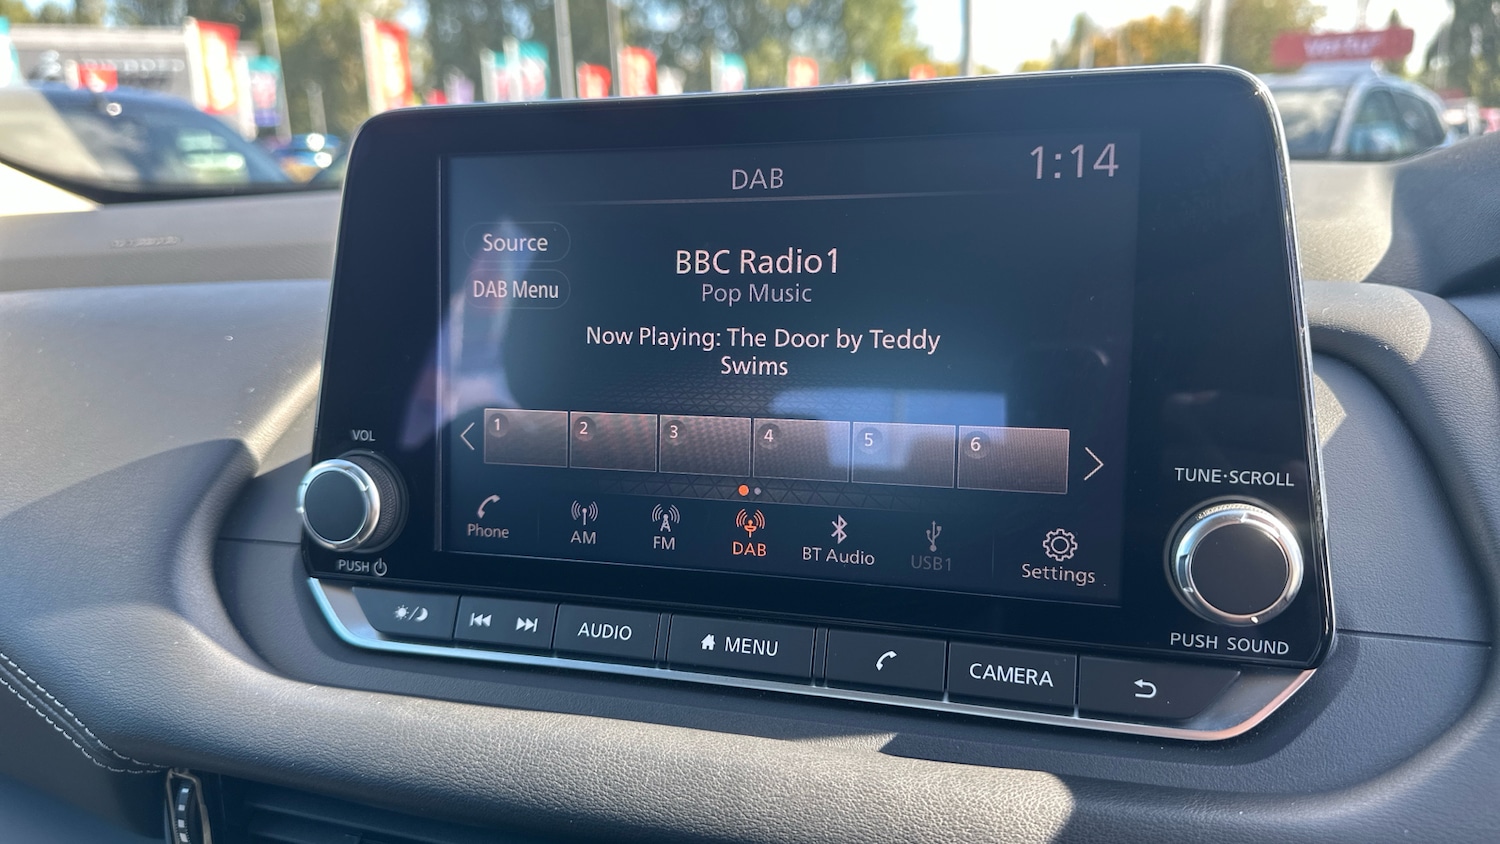 DAB
1:14
Source
DAB Menu
BBC Radio1
Pop Music
Now Playing: The Door by Teddy
Swims
1 2 3 4 5 6
Phone AM FM DAB BT Audio USB1 Settings
VOL
PUSH
TUNE·SCROLL
PUSH SOUND
AUDIO
MENU
CAMERA